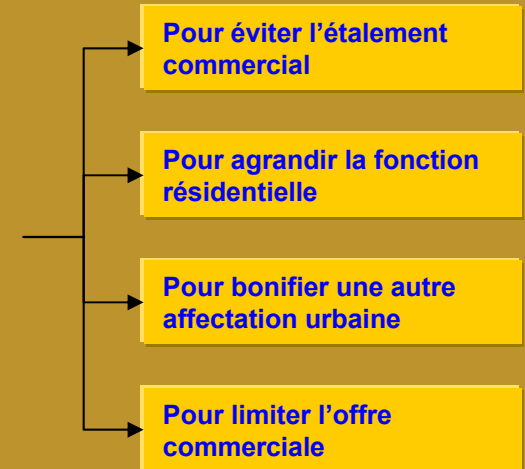 Pour éviter l’étalement
commercial
Pour agrandir la fonction
résidentielle
Pour bonifier une autre
affectation urbaine
Pour limiter l’offre
commerciale